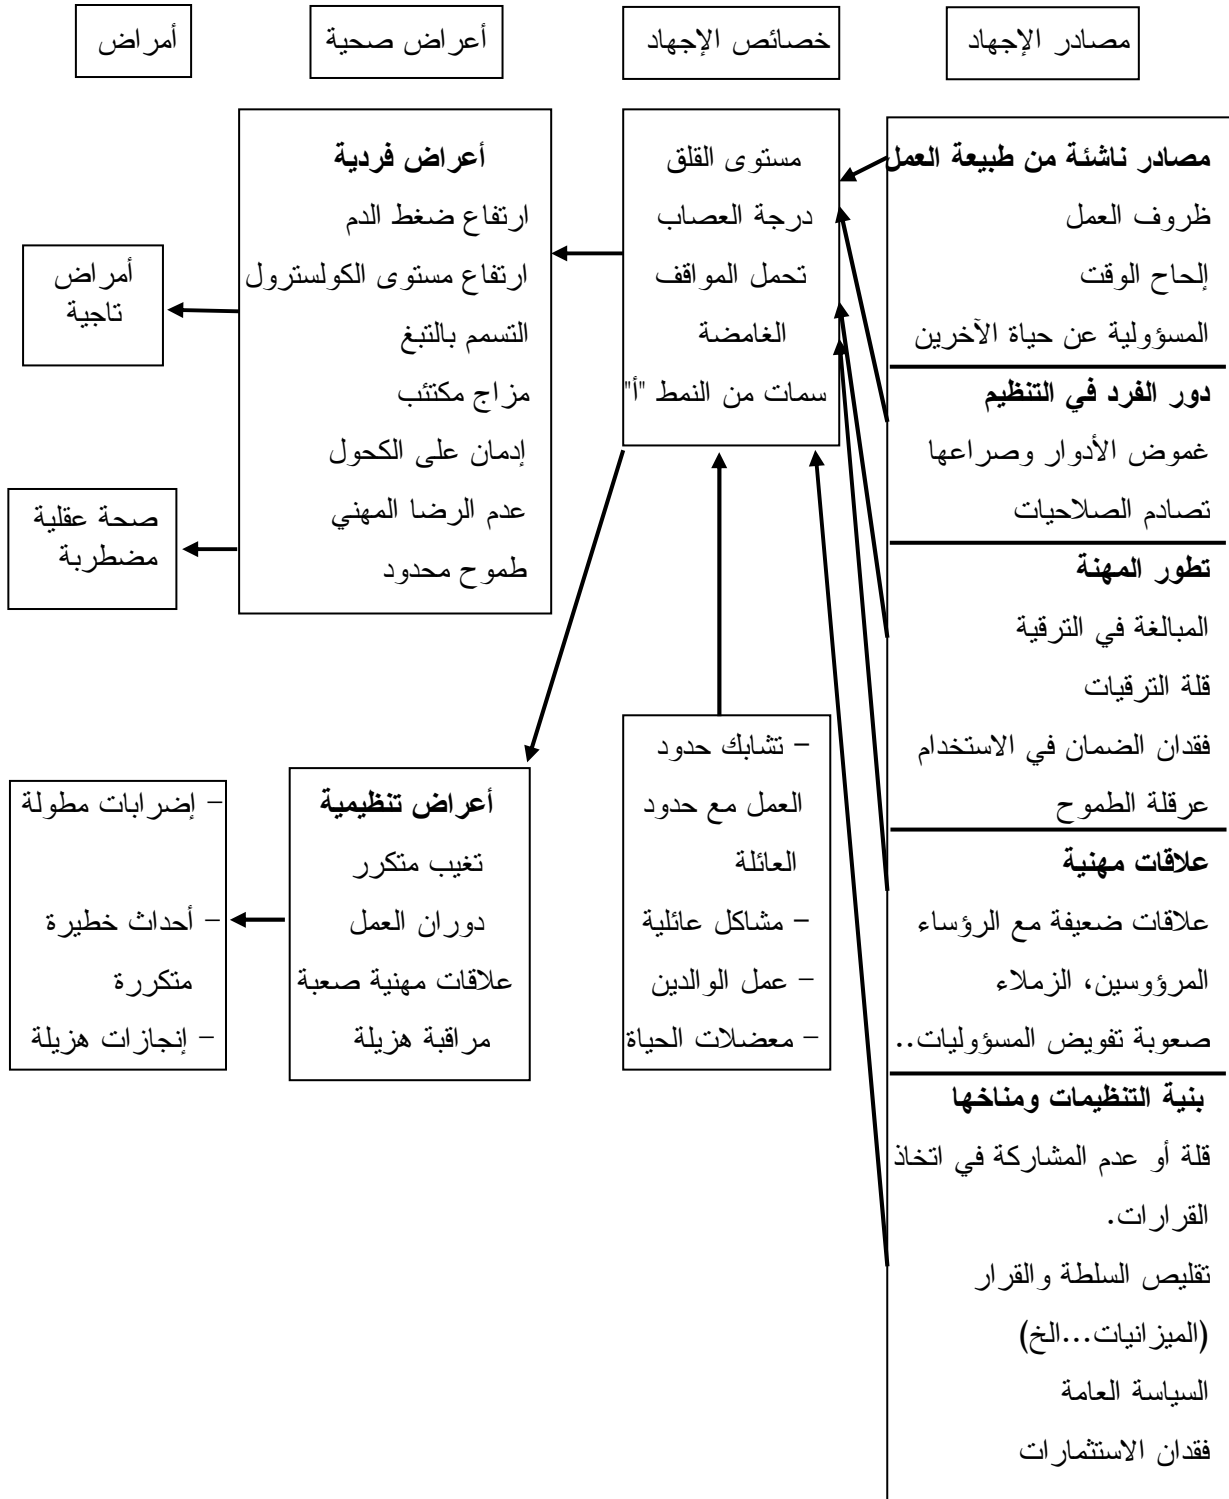 مصادر الإجهاد
خصائص الإجهاد
أعراض صحية
أمراض
مصادر ناشئة من طبيعة العمل
ظروف العمل
إلحاح الوقت
المسؤولية عن حياة الآخرين
دور الفرد في التنظيم
غموض الأدوار وصراعها
تصادم الصلاحيات
تطور المهنة
المبالغة في الترقية
قلة الترقيات
فقدان الضمان في الاستخدام
عرقلة الطموح
علاقات مهنية
علاقات ضعيفة مع الرؤساء
المرؤوسين، الزملاء
صعوبة تفويض المسؤوليات..
بنية التنظيمات ومناخها
قلة أو عدم المشاركة في اتخاذ
القرارات.
تقليص السلطة والقرار
(الميزانيات...الخ)
السياسة العامة
فقدان الاستثمارات
مستوى القلق
درجة العصاب
تحمل المواقف
الغامضة
سمات من النمط "أ"
- تشابك حدود
العمل مع حدود
العائلة
- مشاكل عائلية
- عمل الوالدين
- معضلات الحياة
أعراض فردية
ارتفاع ضغط الدم
ارتفاع مستوى الكولسترول
التسمم بالتبغ
مزاج مكتئب
إدمان على الكحول
عدم الرضا المهني
طموح محدود
أعراض تنظيمية
تغيب متكرر
دوران العمل
علاقات مهنية صعبة
مراقبة هزيلة
أمراض
تاجية
صحة عقلية
مضطربة
- إضرابات مطولة
- أحداث خطيرة
متكررة
- إنجازات هزيلة